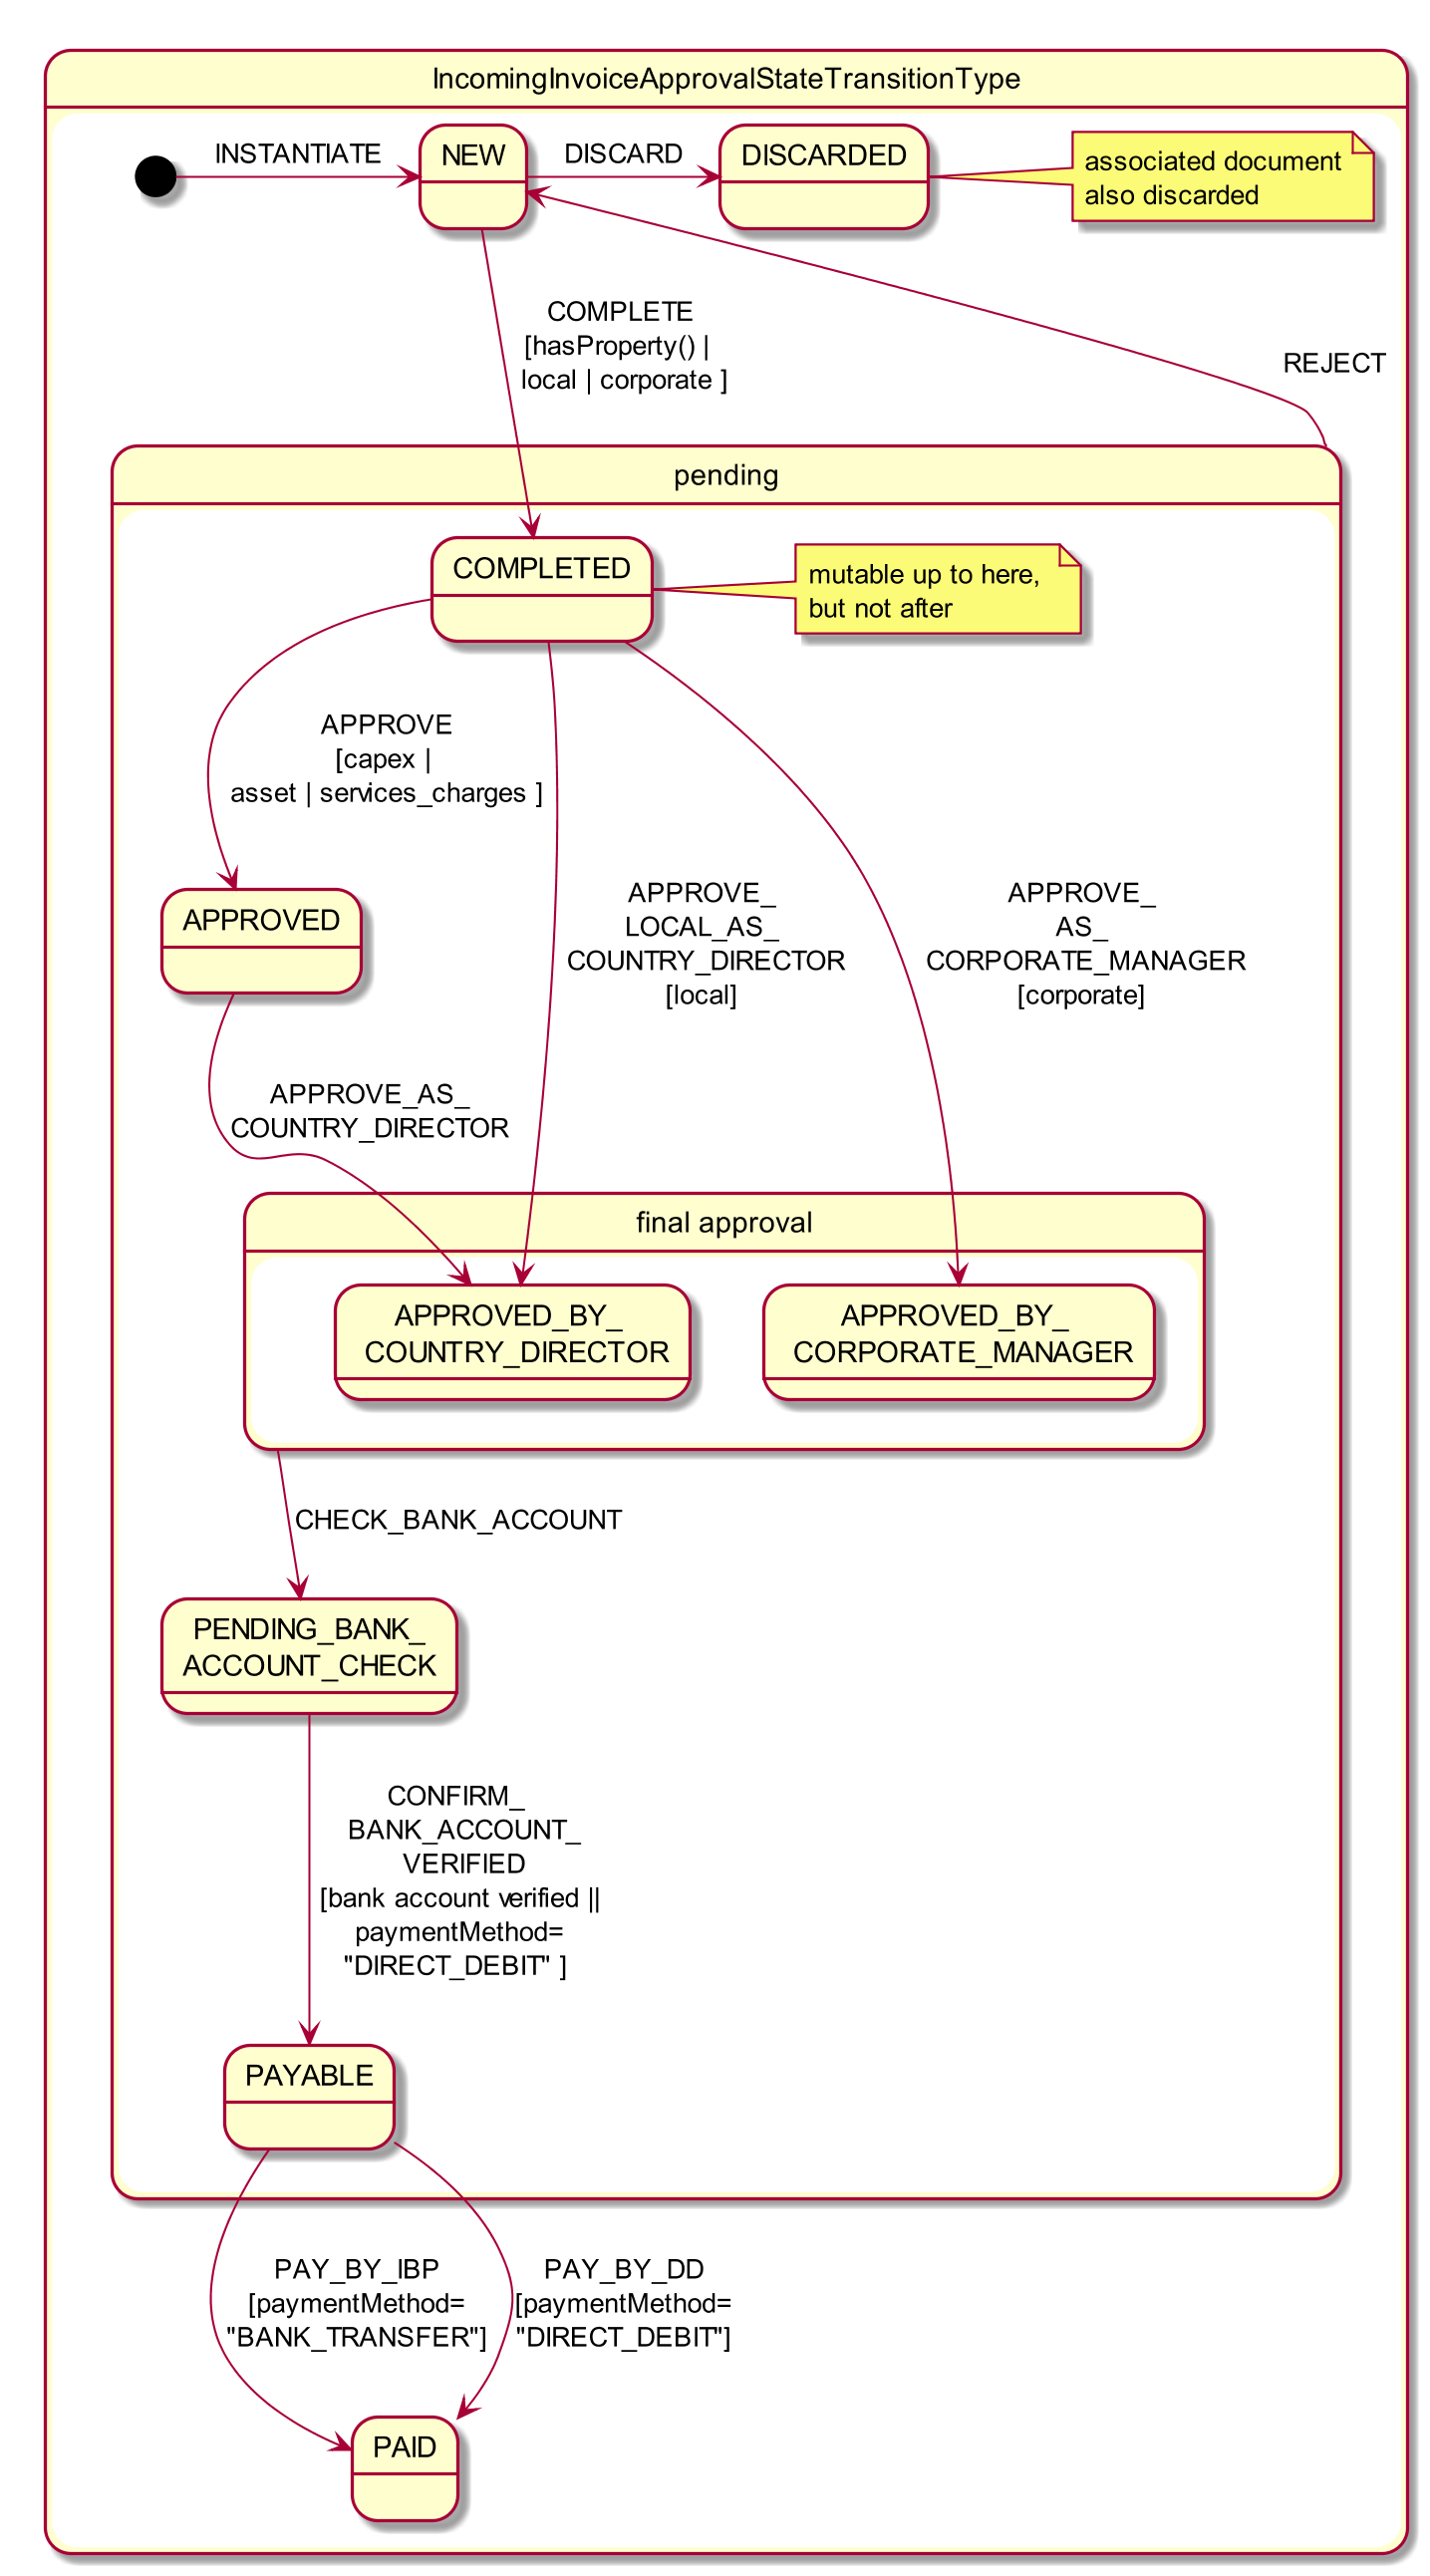 IncomingInvoiceApprovalStateTransitionType
INSTANTIATE
NEW
DISCARD
DISCARDED
associated document
also discarded
COMPLETE
[hasProperty() |
local | corporate ]
REJECT
pending
COMPLETED
mutable up to here,
but not after
APPROVE
[capex |
asset | services_charges ]
APPROVED
APPROVE_
LOCAL_AS_
COUNTRY_DIRECTOR
[local]
APPROVE_
AS_
CORPORATE_MANAGER
[corporate]
APPROVE_AS_
COUNTRY_DIRECTOR
final approval
APPROVED_BY_
COUNTRY_DIRECTOR
APPROVED_BY_
CORPORATE_MANAGER
CHECK_BANK_ACCOUNT
PENDING_BANK_
ACCOUNT_CHECK
CONFIRM_
BANK_ACCOUNT_
VERIFIED
[bank account verified ||
paymentMethod=
"DIRECT_DEBIT" ]
PAYABLE
PAY_BY_IBP
[paymentMethod=
"BANK_TRANSFER"]
PAY_BY_DD
[paymentMethod=
"DIRECT_DEBIT"]
PAID